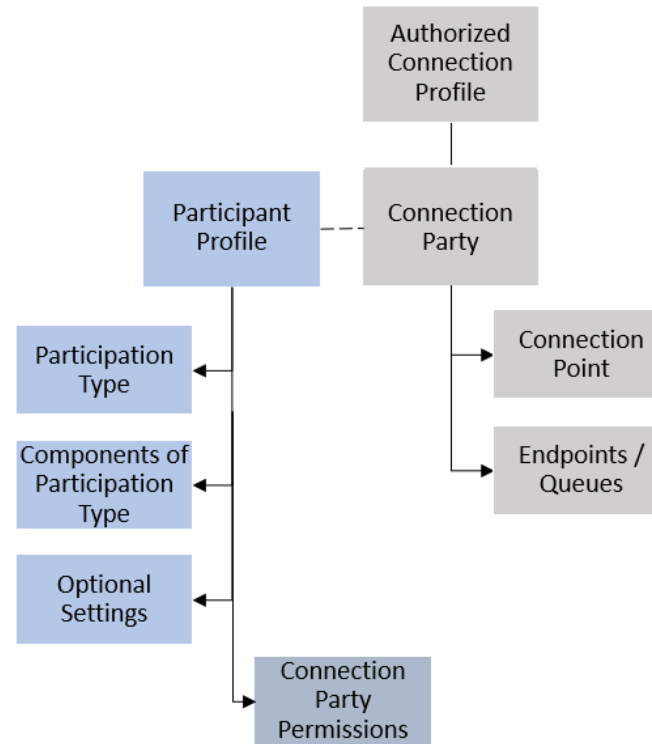 Authorized
Connection
Profile
Participant
Profile
Connection
Party
Participation
Type
Connection
Point
Components of
Participation
Type
Endpoints /
Queues
Optional
Settings
Connection
Party
Permissions